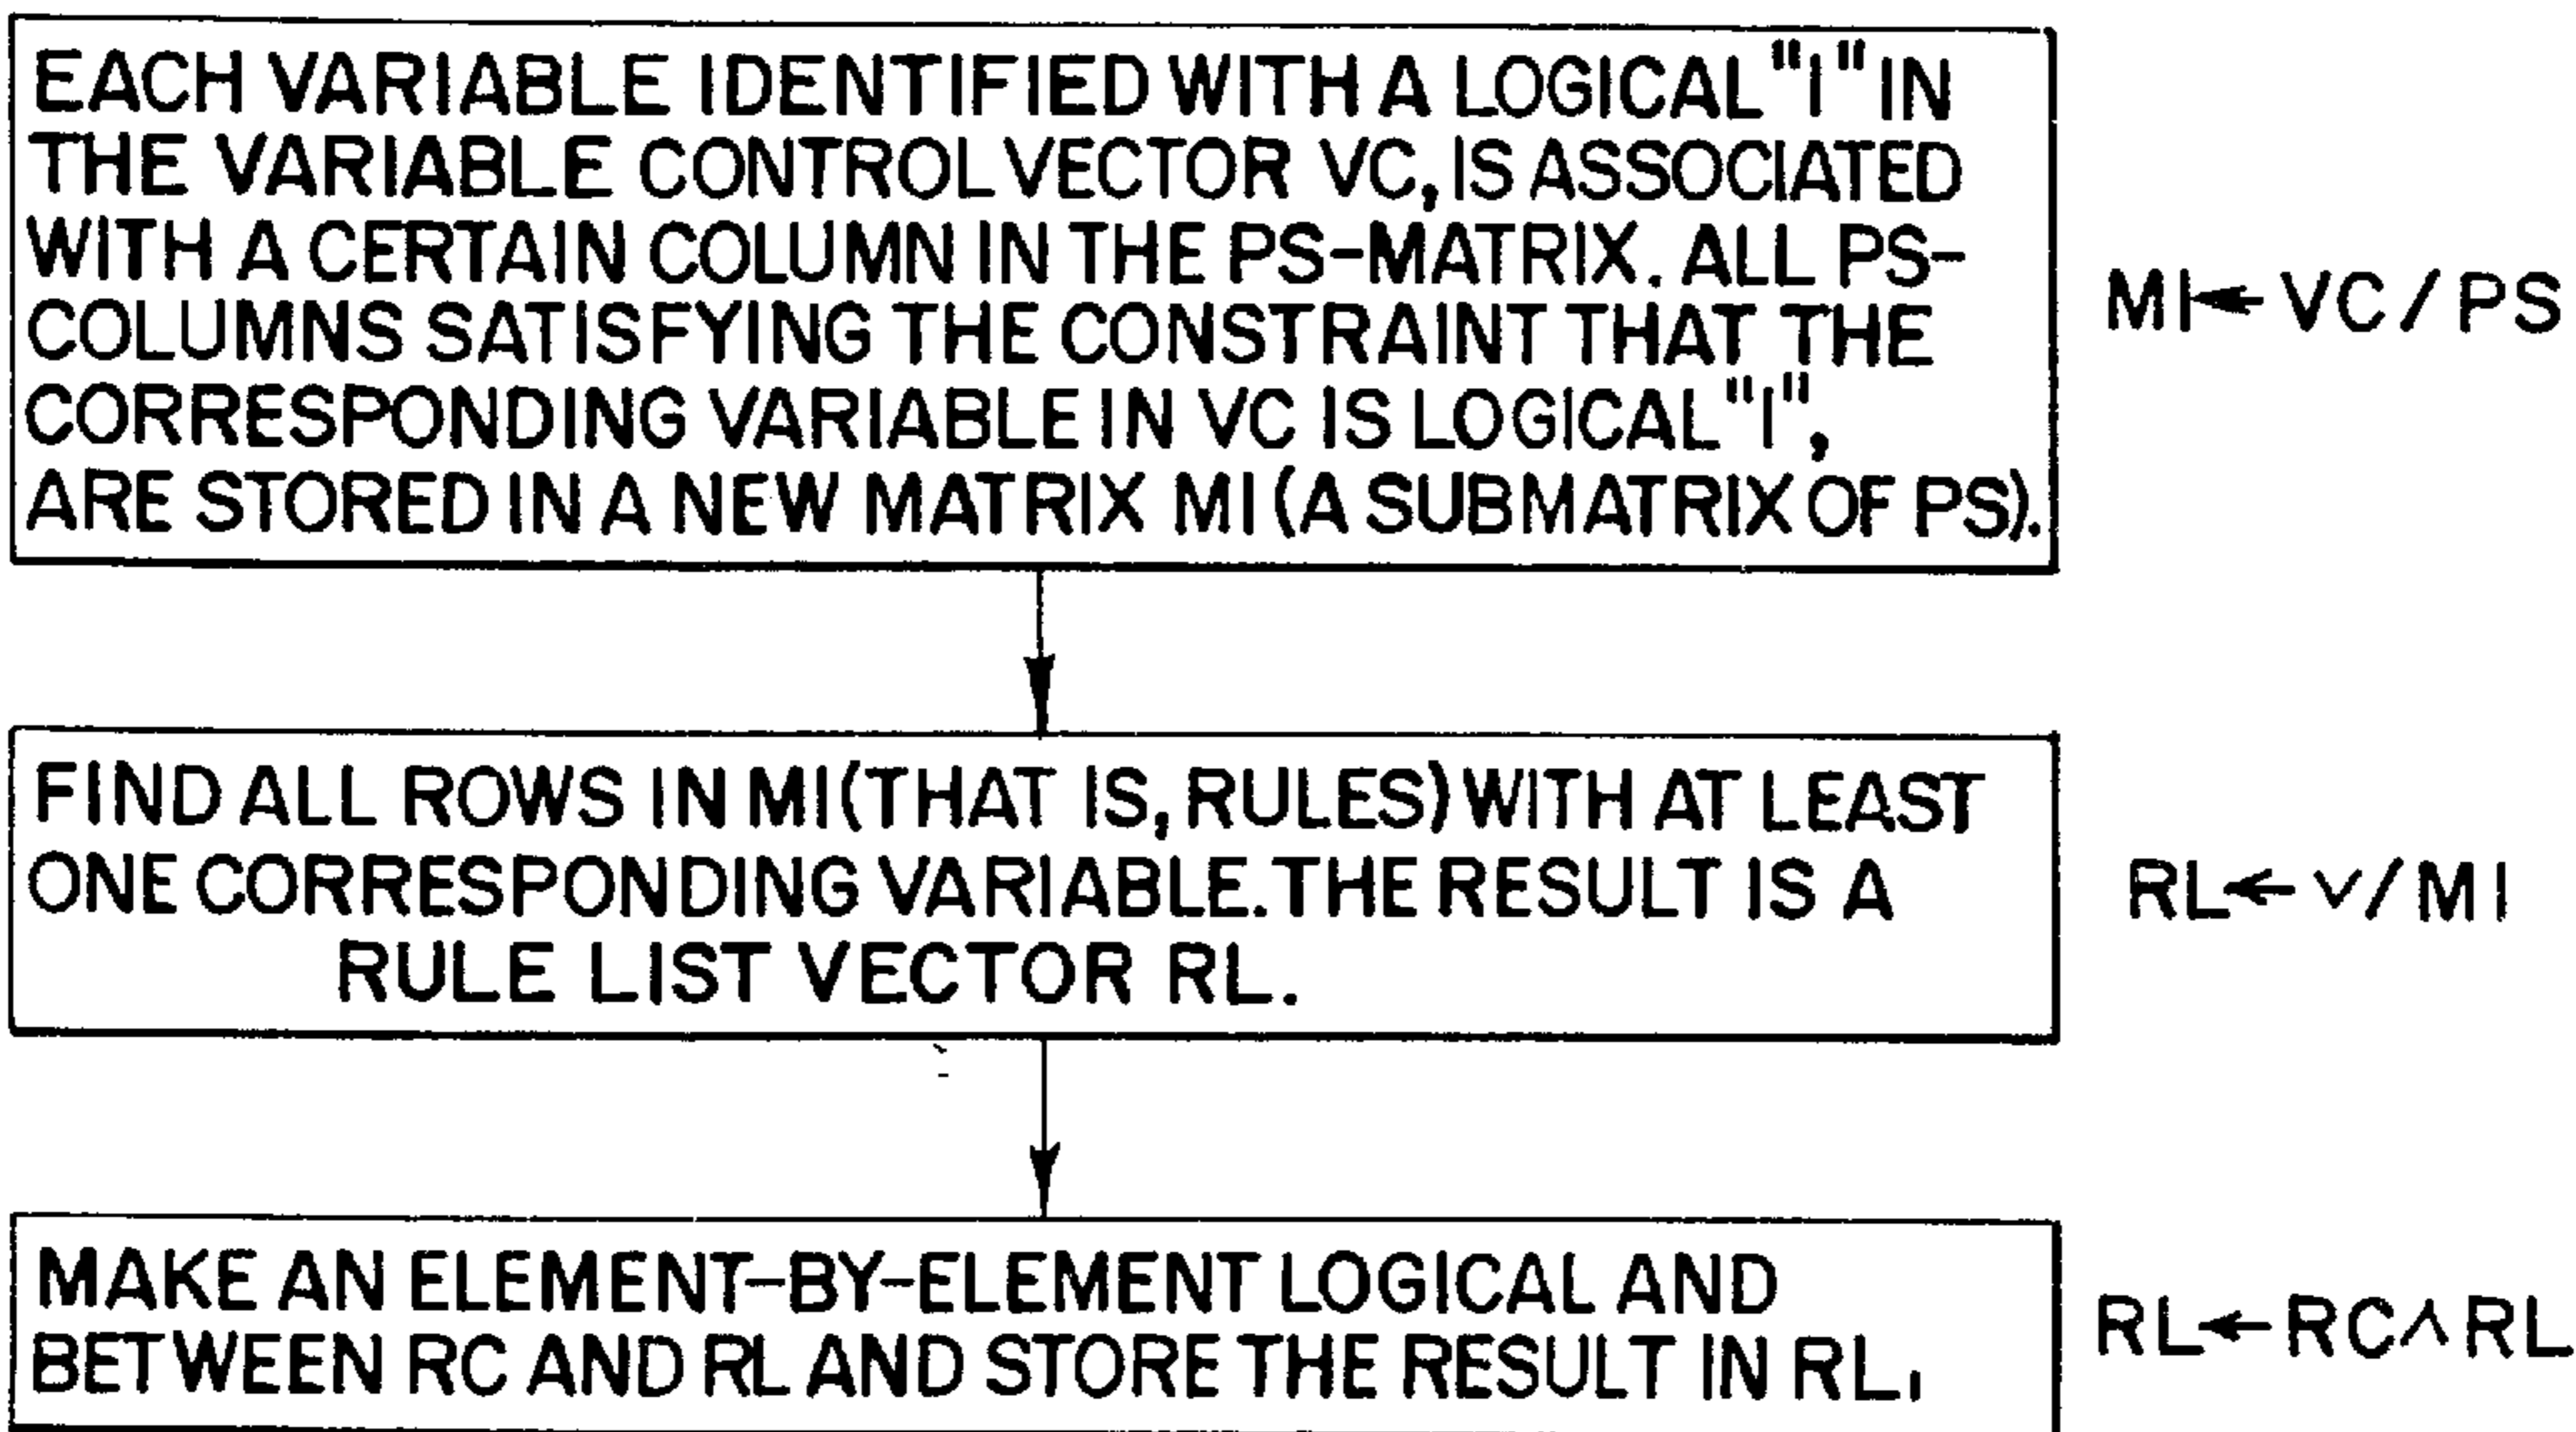 EACH VARIABLE IDENTIFIED WITH A LOGICAL "1" IN
THE VARIABLE CONTROL VECTOR VC, IS ASSOCIATED
WITH A CERTAIN COLUMN IN THE PS-MATRIX. ALL PS-
COLUMNS SATISFYING THE CONSTRAINT THAT THE
CORRESPONDING VARIABLE IN VC IS LOGICAL "1",
ARE STORED IN A NEW MATRIX M1 (A SUBMATRIX OF PS).
M1←VC/PS
FIND ALL ROWS IN M1 (THAT IS, RULES) WITH AT LEAST
ONE CORRESPONDING VARIABLE. THE RESULT IS A
RULE LIST VECTOR RL.
RL←∨/M1
MAKE AN ELEMENT-BY-ELEMENT LOGICAL AND
BETWEEN RC AND RL AND STORE THE RESULT IN RL.
RL←RC∧RL